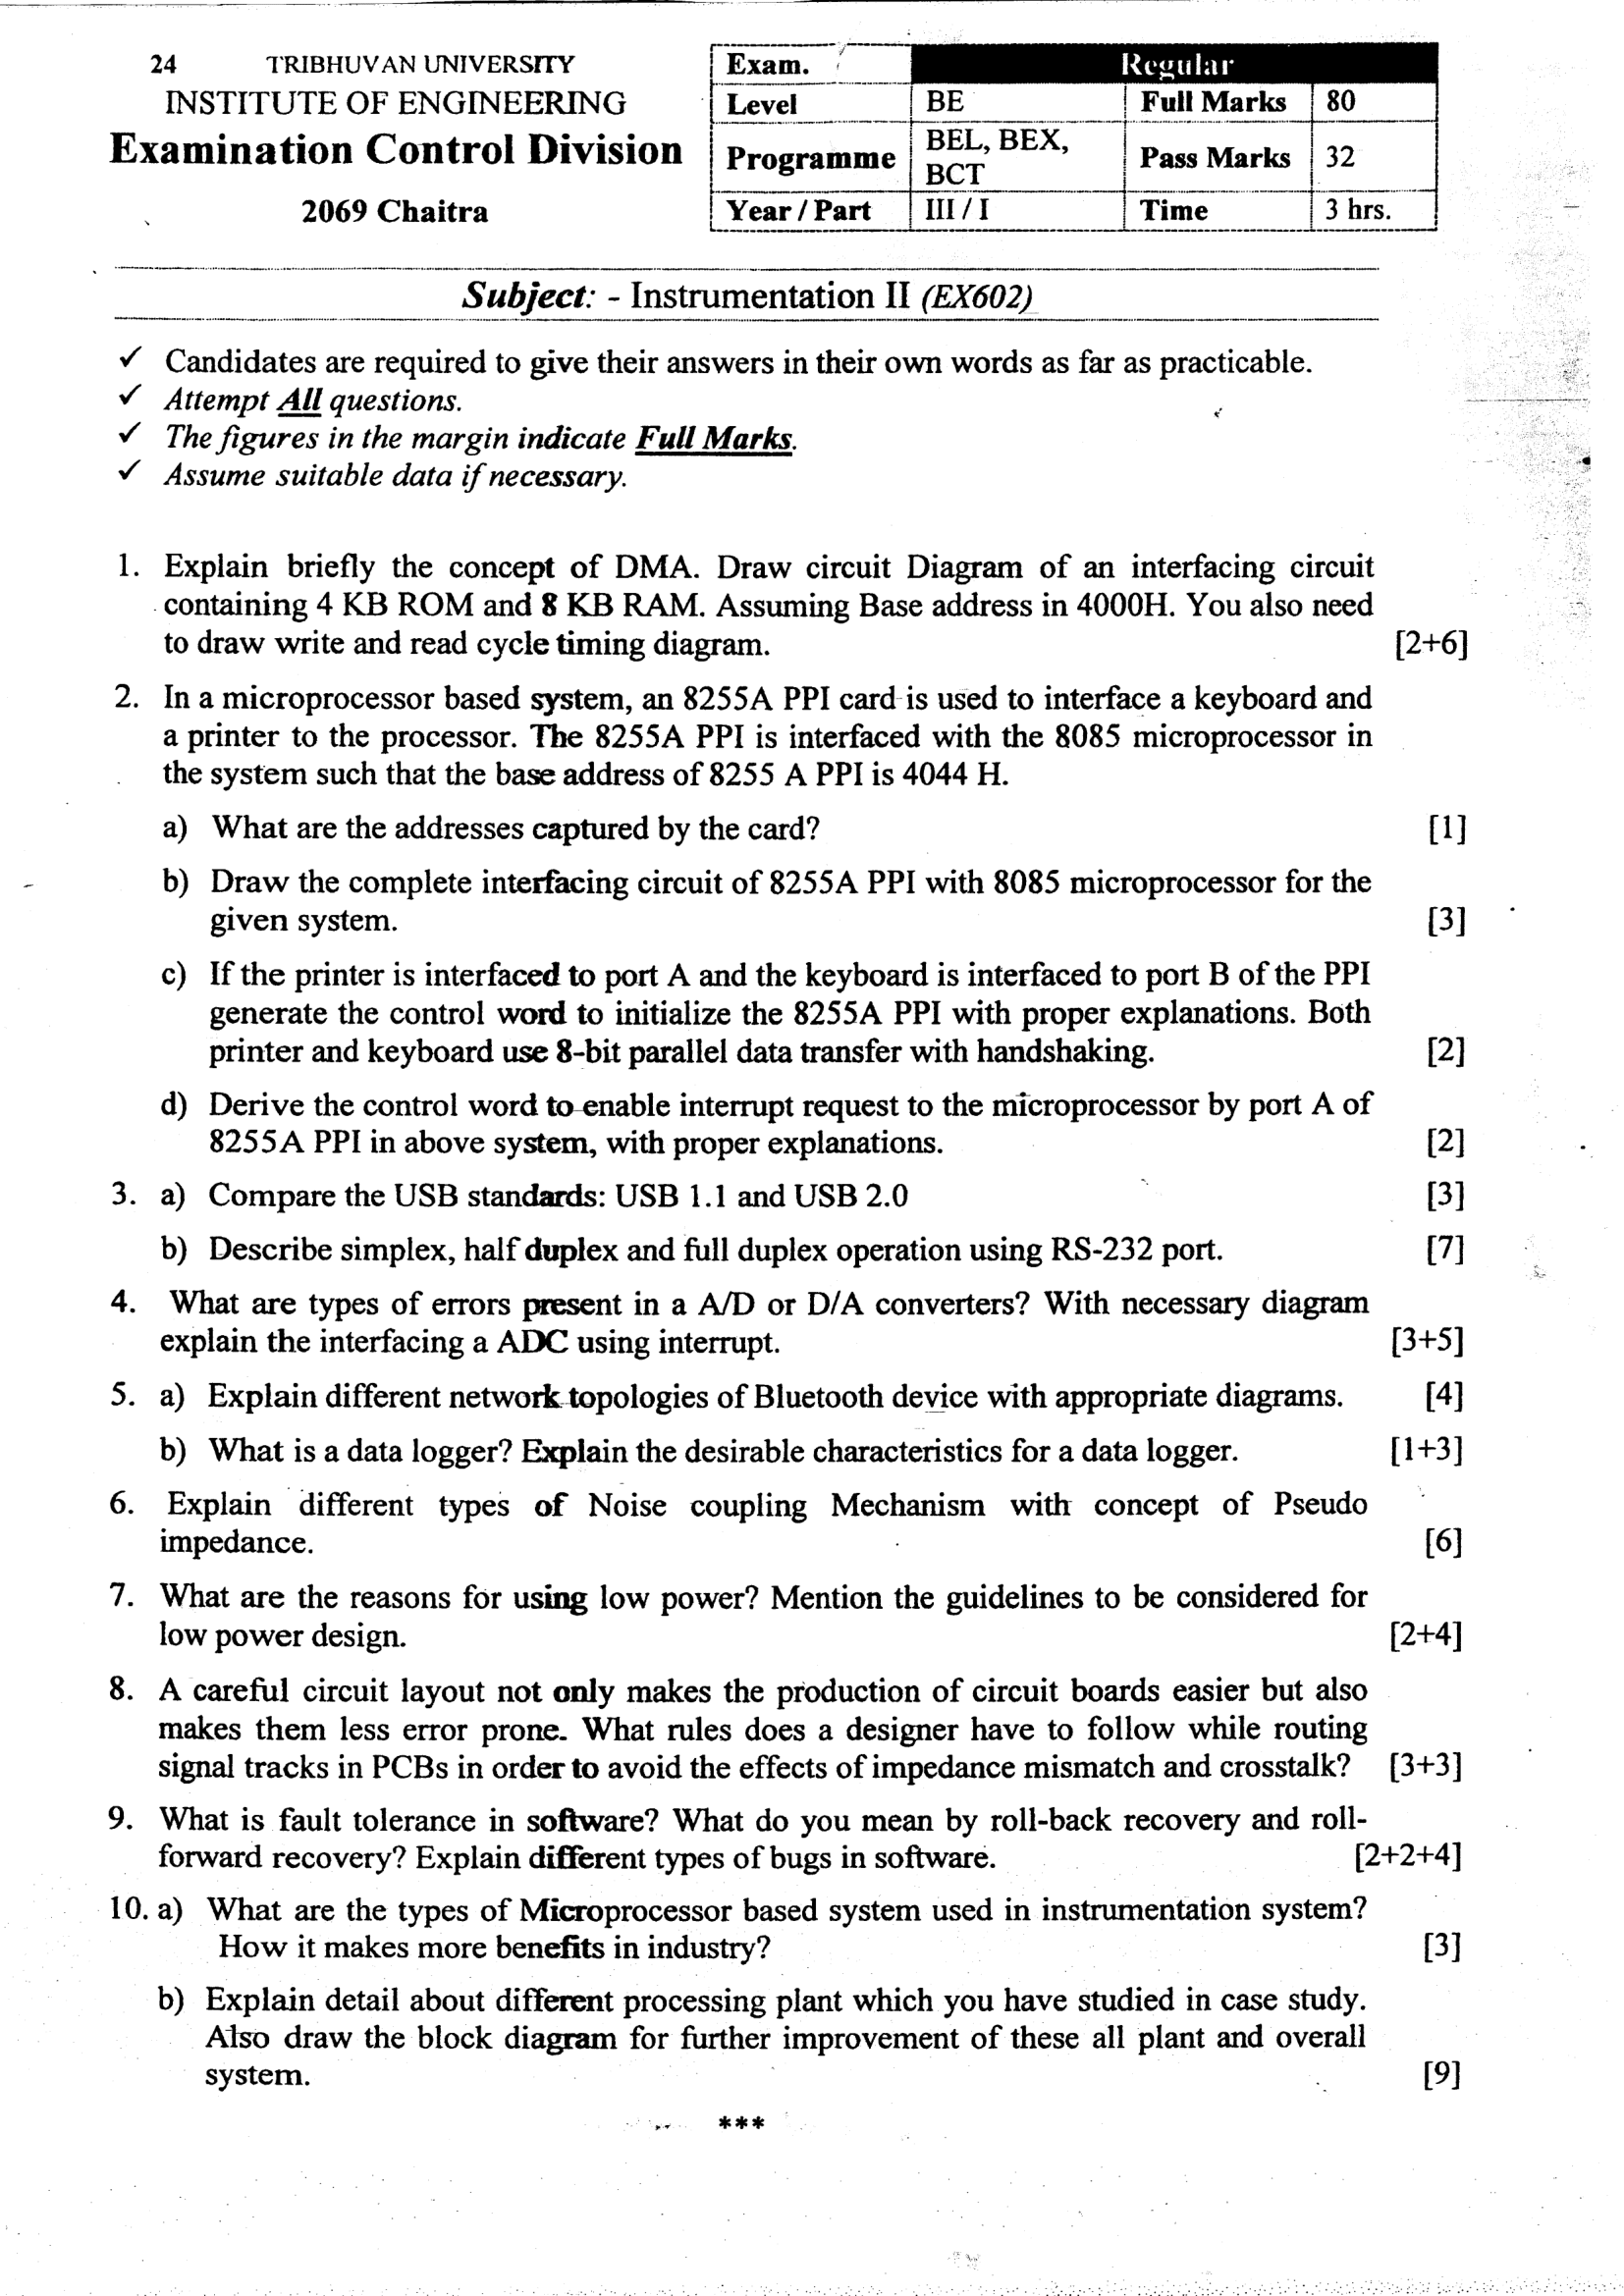 24 TRIBHUVAN UNIVERSITY
INSTITUTE OF ENGINEERING
Examination Control Division
2069 Chaitra
Exam. Regular
Level BE Full Marks 80
Programme BEL, BEX, BCT Pass Marks 32
Year / Part III / I Time 3 hrs.
Subject: - Instrumentation II (EX602)
✓ Candidates are required to give their answers in their own words as far as practicable.
✓ Attempt All questions.
✓ The figures in the margin indicate Full Marks.
✓ Assume suitable data if necessary.
1. Explain briefly the concept of DMA. Draw circuit Diagram of an interfacing circuit
containing 4 KB ROM and 8 KB RAM. Assuming Base address in 4000H. You also need
to draw write and read cycle timing diagram. [2+6]
2. In a microprocessor based system, an 8255A PPI card is used to interface a keyboard and
a printer to the processor. The 8255A PPI is interfaced with the 8085 microprocessor in
the system such that the base address of 8255 A PPI is 4044 H.
a) What are the addresses captured by the card? [1]
b) Draw the complete interfacing circuit of 8255A PPI with 8085 microprocessor for the
given system. [3]
c) If the printer is interfaced to port A and the keyboard is interfaced to port B of the PPI
generate the control word to initialize the 8255A PPI with proper explanations. Both
printer and keyboard use 8-bit parallel data transfer with handshaking. [2]
d) Derive the control word to enable interrupt request to the microprocessor by port A of
8255A PPI in above system, with proper explanations. [2]
3. a) Compare the USB standards: USB 1.1 and USB 2.0 [3]
b) Describe simplex, half duplex and full duplex operation using RS-232 port. [7]
4. What are types of errors present in a A/D or D/A converters? With necessary diagram
explain the interfacing a ADC using interrupt. [3+5]
5. a) Explain different network topologies of Bluetooth device with appropriate diagrams. [4]
b) What is a data logger? Explain the desirable characteristics for a data logger. [1+3]
6. Explain different types of Noise coupling Mechanism with concept of Pseudo
impedance. [6]
7. What are the reasons for using low power? Mention the guidelines to be considered for
low power design. [2+4]
8. A careful circuit layout not only makes the production of circuit boards easier but also
makes them less error prone. What rules does a designer have to follow while routing
signal tracks in PCBs in order to avoid the effects of impedance mismatch and crosstalk? [3+3]
9. What is fault tolerance in software? What do you mean by roll-back recovery and roll-
forward recovery? Explain different types of bugs in software. [2+2+4]
10. a) What are the types of Microprocessor based system used in instrumentation system?
How it makes more benefits in industry? [3]
b) Explain detail about different processing plant which you have studied in case study.
Also draw the block diagram for further improvement of these all plant and overall
system. [9]
***